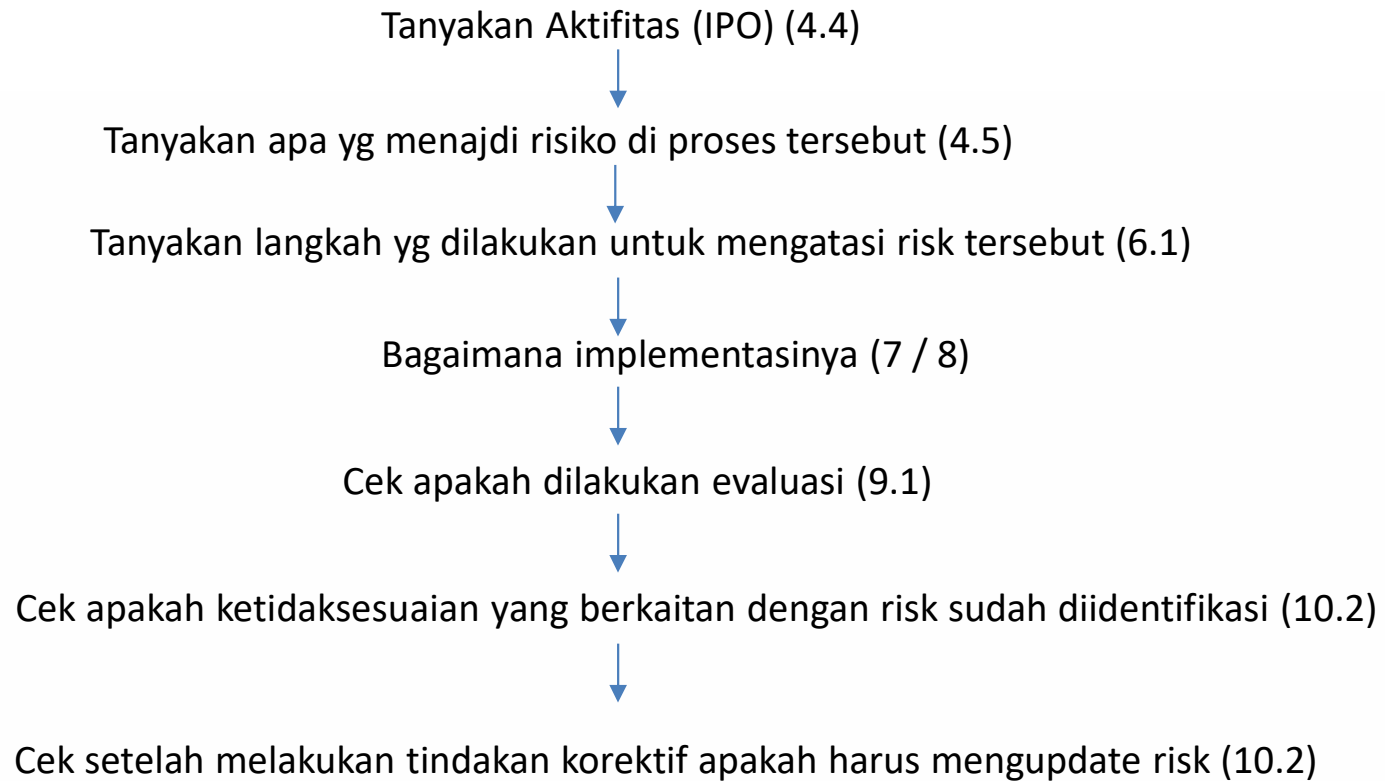 Tanyakan Aktifitas (IPO) (4.4)
Tanyakan apa yg menajdi risiko di proses tersebut (4.5)
Tanyakan langkah yg dilakukan untuk mengatasi risk tersebut (6.1)
Bagaimana implementasinya (7 / 8)
Cek apakah dilakukan evaluasi (9.1)
Cek apakah ketidaksesuaian yang berkaitan dengan risk sudah diidentifikasi (10.2)
Cek setelah melakukan tindakan korektif apakah harus mengupdate risk (10.2)